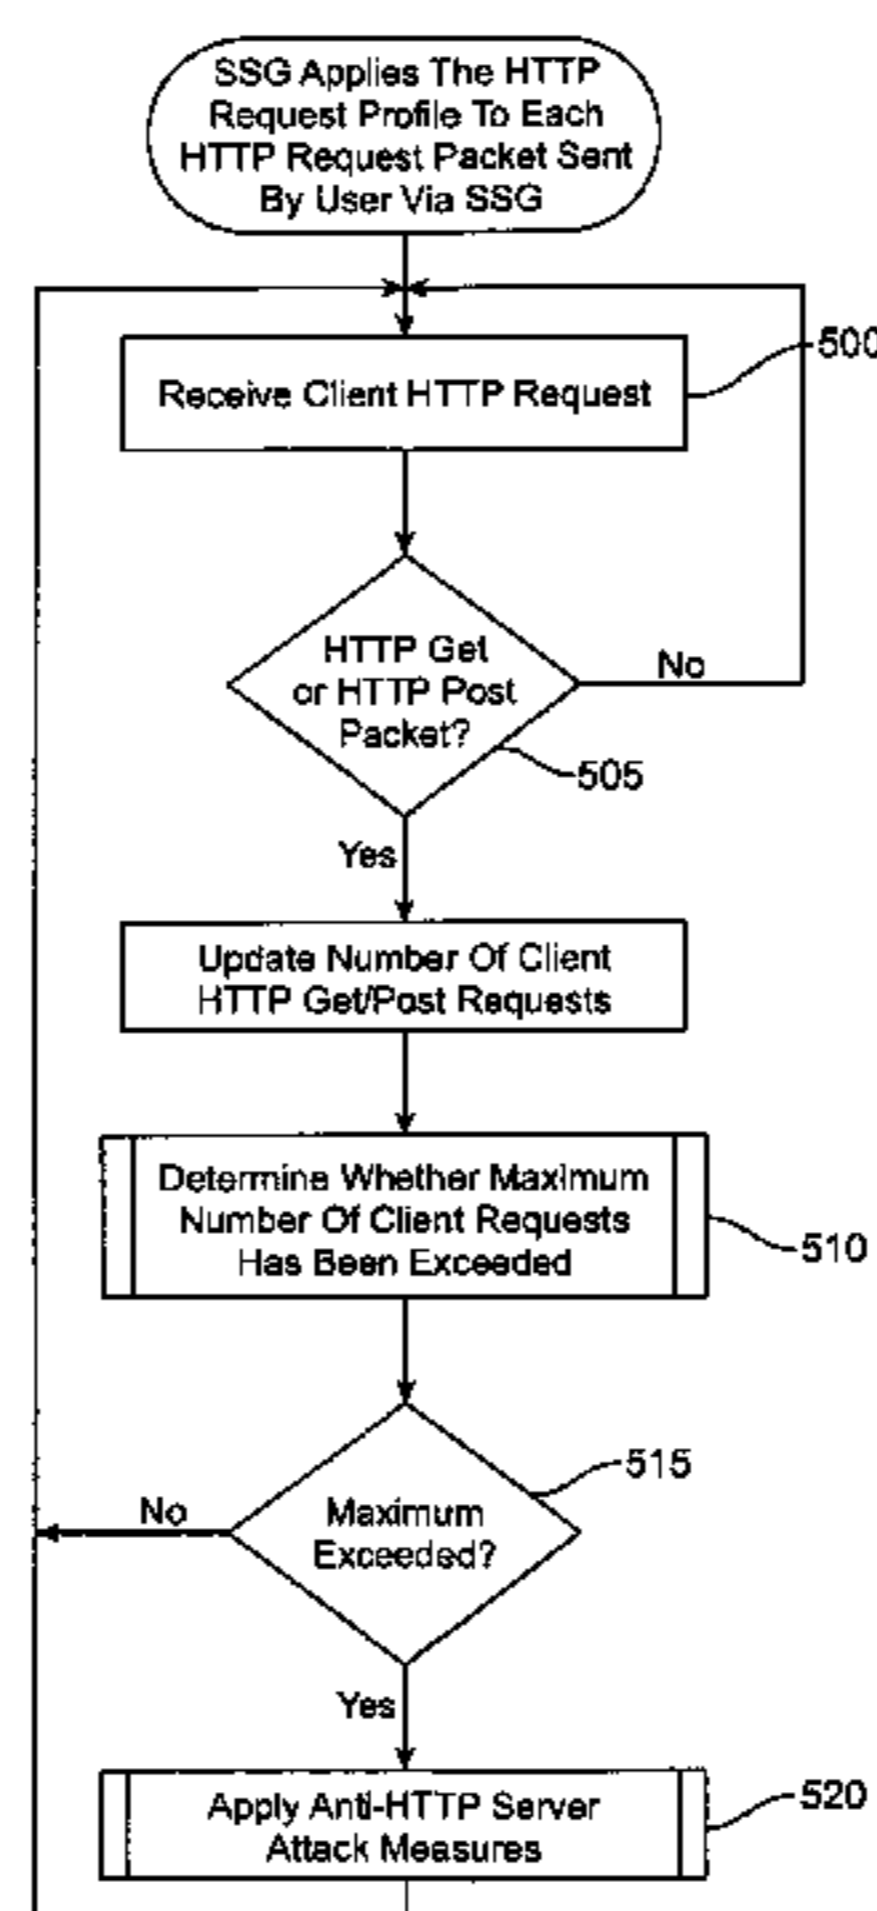 SSG Applies The HTTP
Request Profile To Each
HTTP Request Packet Sent
By User Via SSG
Receive Client HTTP Request
500
HTTP Get
or HTTP Post
Packet?
No
505
Yes
Update Number Of Client
HTTP Get/Post Requests
Determine Whether Maximum
Number Of Client Requests
Has Been Exceeded
510
515
No
Maximum
Exceeded?
Yes
Apply Anti-HTTP Server
Attack Measures
520